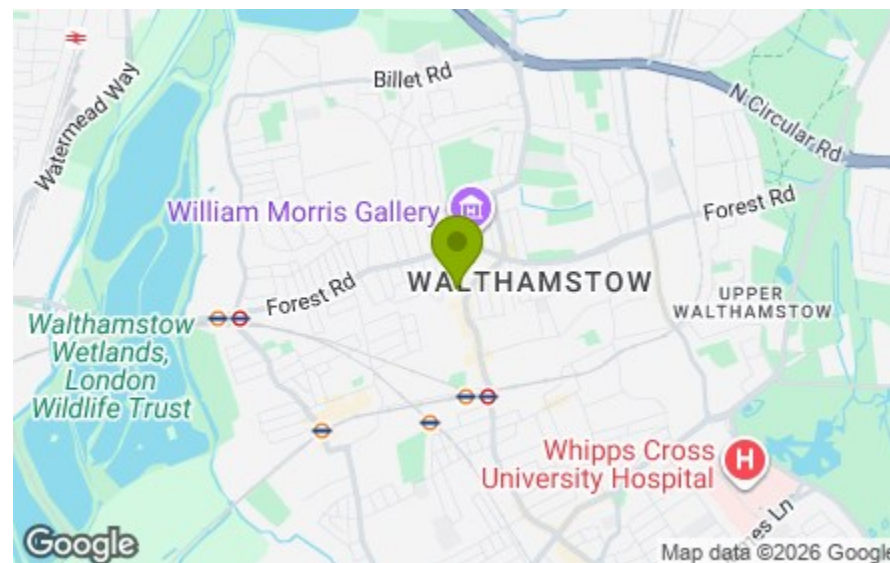 Watermead Way
Billet Rd
N Circular Rd
William Morris Gallery
Forest Rd
WALTHAMSTOW
Forest Rd
UPPER
WALTHAMSTOW
Walthamstow
Wetlands,
London
Wildlife Trust
Whipps Cross
University Hospital
H
Google
Map data ©2026 Google